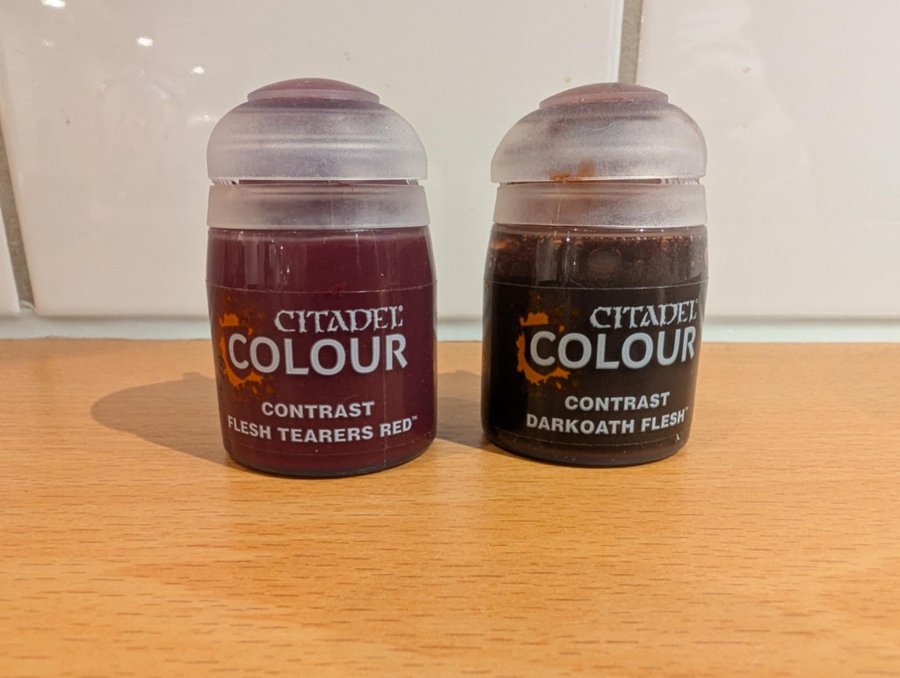 CITADEL
COLOUR
CONTRAST
FLESH TEARERS RED™
CITADEL
COLOUR
CONTRAST
DARKOATH FLESH™